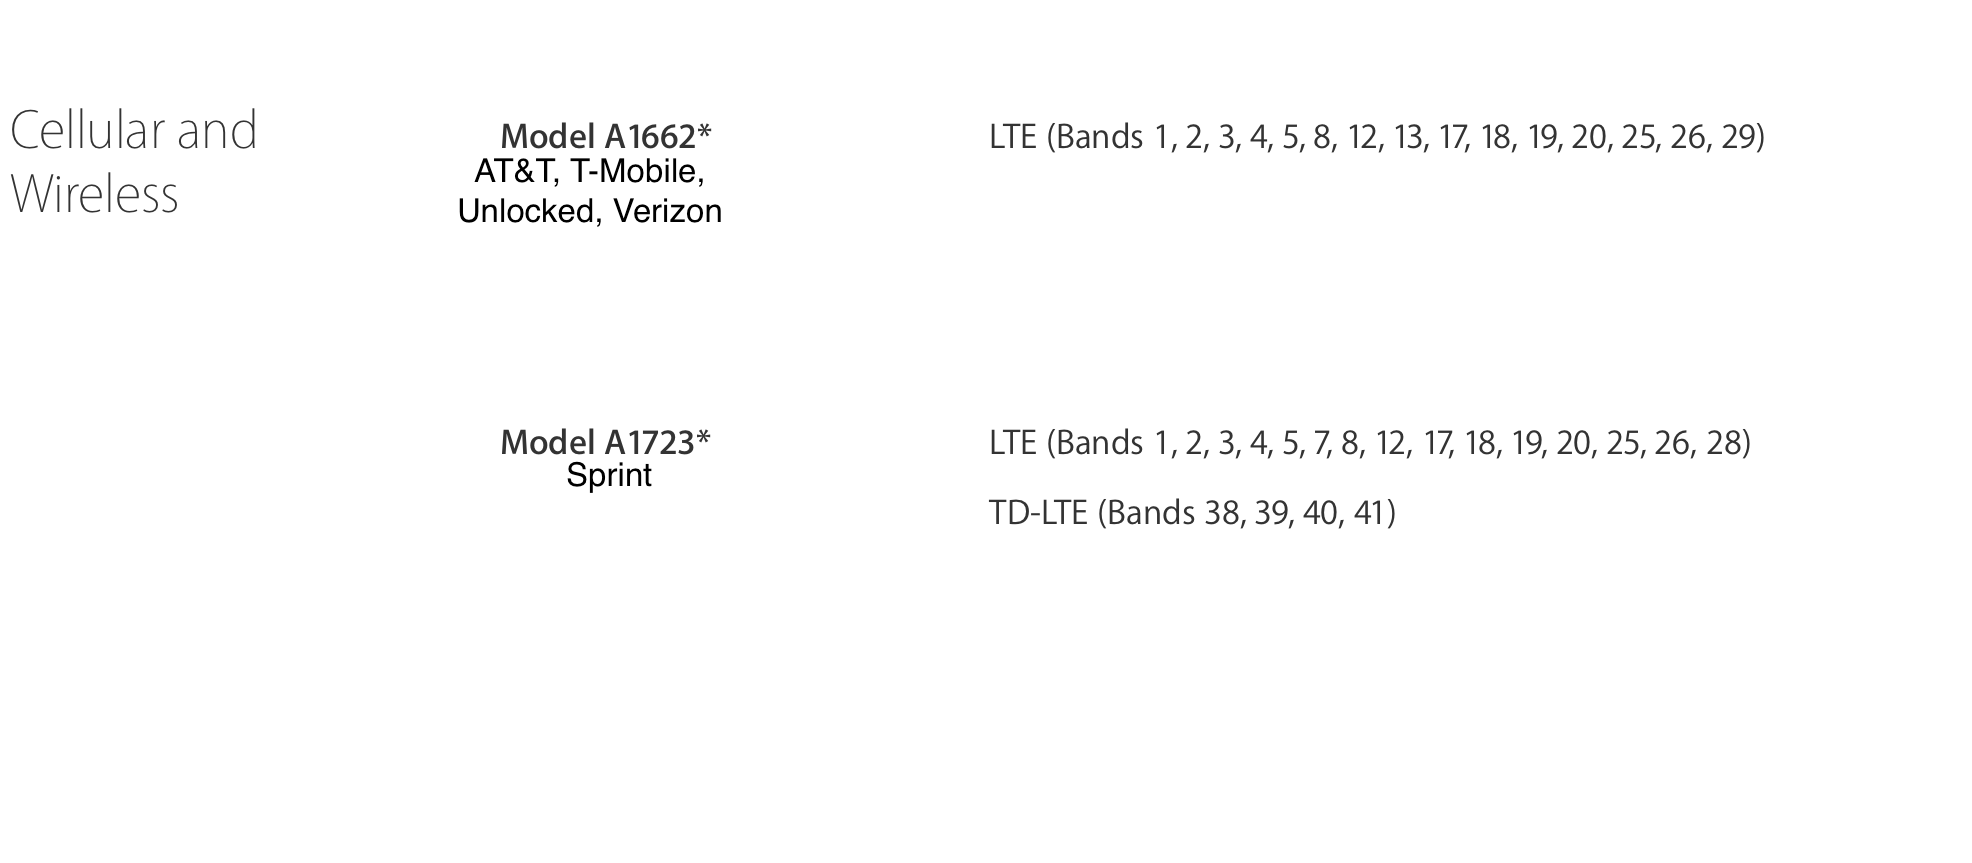 Cellular and
Wireless
Model A1662*
AT&T, T-Mobile,
Unlocked, Verizon
LTE (Bands 1, 2, 3, 4, 5, 8, 12, 13, 17, 18, 19, 20, 25, 26, 29)
Model A1723*
Sprint
LTE (Bands 1, 2, 3, 4, 5, 7, 8, 12, 17, 18, 19, 20, 25, 26, 28)
TD-LTE (Bands 38, 39, 40, 41)